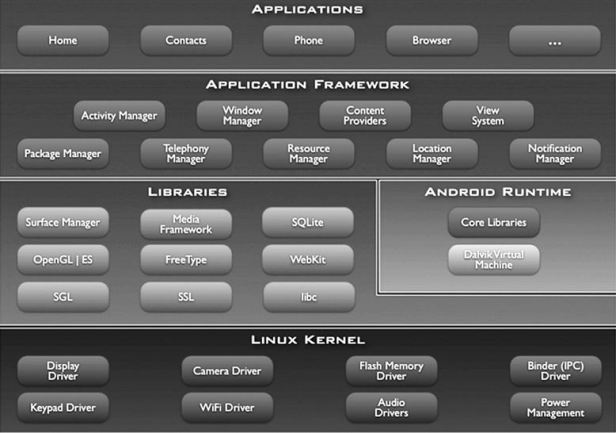 APPLICATIONS
Home
Contacts
Phone
Browser
...
APPLICATION FRAMEWORK
Activity Manager
Window
Manager
Content
Providers
View
System
Package Manager
Telephony
Manager
Resource
Manager
Location
Manager
Notification
Manager
LIBRARIES
Surface Manager
Media
Framework
SQLite
OpenGL | ES
FreeType
WebKit
SGL
SSL
libc
ANDROID RUNTIME
Core Libraries
Dalvik Virtual
Machine
LINUX KERNEL
Display
Driver
Camera Driver
Flash Memory
Driver
Binder (IPC)
Driver
Keypad Driver
WiFi Driver
Audio
Drivers
Power
Management